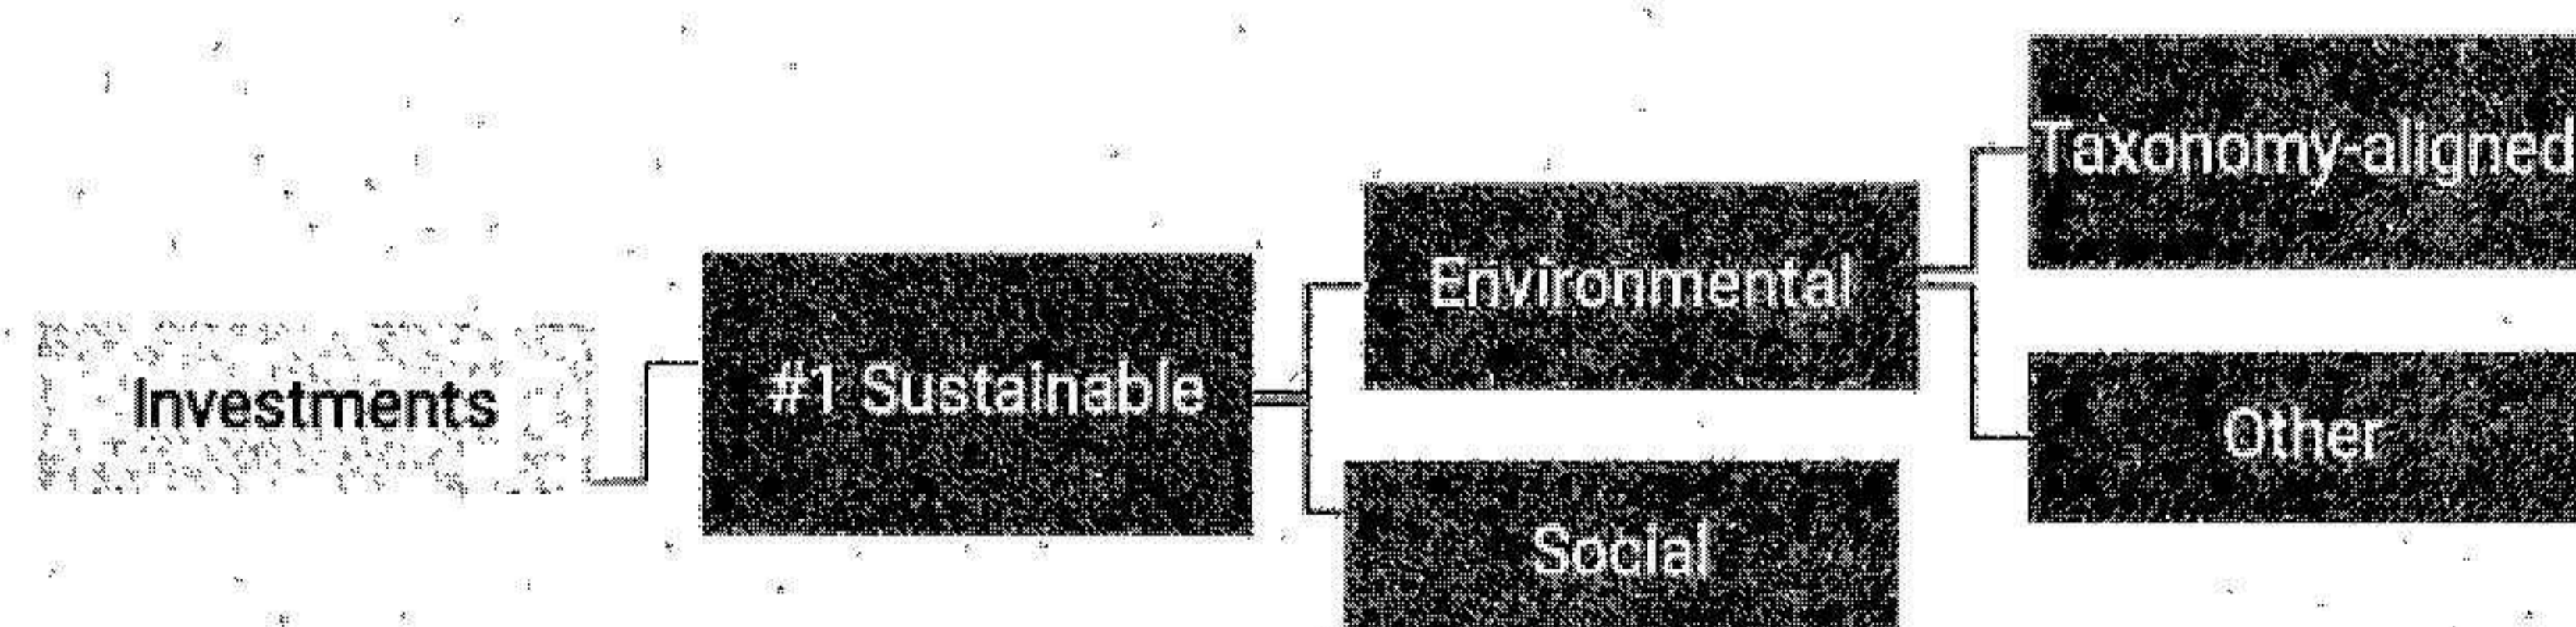 Taxonomy-aligned
Environmental
#1 Sustainable
Investments
Other
Social